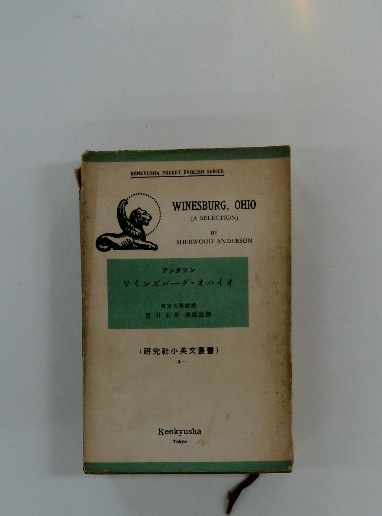 KENKYUSHA POCKET ENGLISH SERIES
WINESBURG, OHIO
(A SELECTION)
BY
SHERWOOD ANDERSON
アンダソン
ワインズバーグ・オハイオ
(研究社小英文叢書)
Kenkyusha
Tokyo